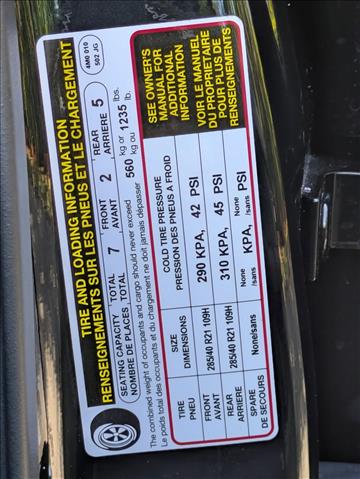 TIRE AND LOADING INFORMATION
RENSEIGNEMENTS SUR LES PNEUS ET LE CHARGEMENT
4M0 010
502 JG
SEATING CAPACITY TOTAL 7 FRONT 2 REAR 5
NOMBRE DE PLACES TOTAL AVANT ARRIERE
The combined weight of occupants and cargo should never exceed 560 kg or 1235 lbs.
Le poids total des occupants et du chargement ne doit jamais dépasser kg ou lb.
TIRE SIZE COLD TIRE PRESSURE
PNEU DIMENSIONS PRESSION DES PNEUS A FROID
FRONT 285/40 R21 109H 290 KPA, 42 PSI
AVANT
REAR 285/40 R21 109H 310 KPA, 45 PSI
ARRIERE
SPARE None/sans None /sans KPA, None /sans PSI
DE SECOURS
SEE OWNER'S
MANUAL FOR
ADDITIONAL
INFORMATION
VOIR LE MANUEL
DU PROPRIETAIRE
POUR PLUS DE
RENSEIGNEMENTS